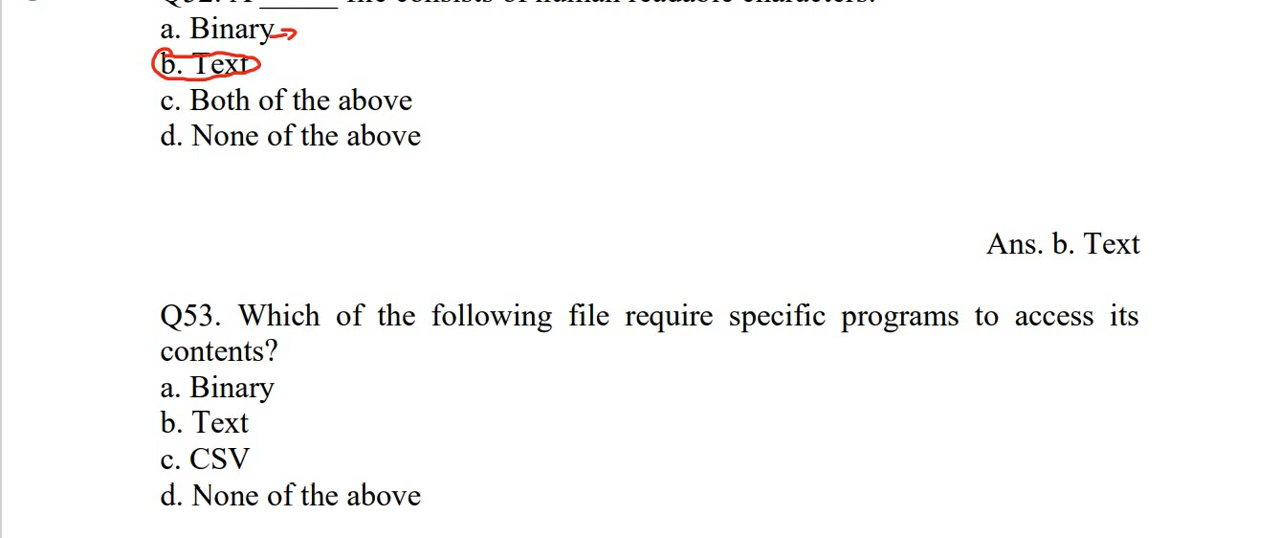 a. Binary
b. Text
c. Both of the above
d. None of the above
Ans. b. Text
Q53. Which of the following file require specific programs to access its
contents?
a. Binary
b. Text
c. CSV
d. None of the above